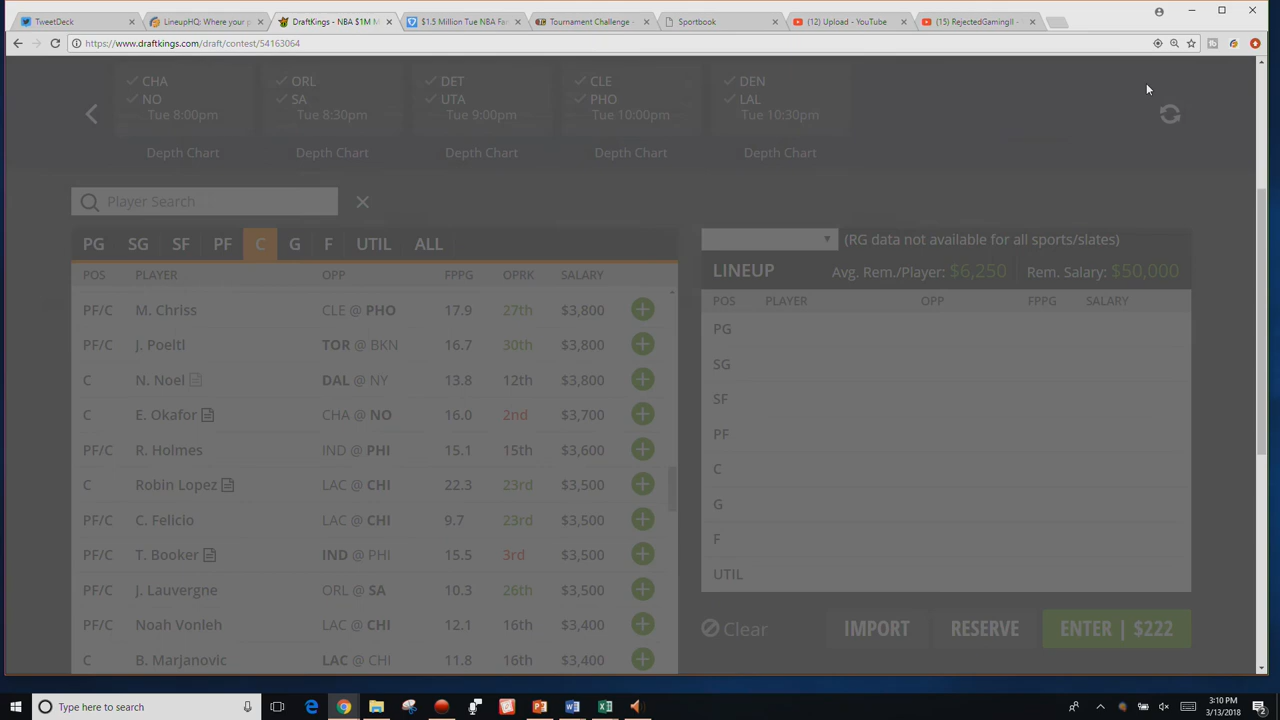 TweetDeck
LineupHQ: Where your p
DraftKings - NBA $1M M
$1.5 Million Tue NBA Fan
Tournament Challenge -
Sportbook
(12) Upload - YouTube
(15) RejectedGamingII -
https://www.draftkings.com/draft/contest/54163064
CHA
NO
Tue 8:00pm
Depth Chart
ORL
SA
Tue 8:30pm
Depth Chart
DET
UTA
Tue 9:00pm
Depth Chart
CLE
PHO
Tue 10:00pm
Depth Chart
DEN
LAL
Tue 10:30pm
Depth Chart
Player Search
PG SG SF PF C G F UTIL ALL
POS PLAYER OPP FPPG OPRK SALARY
PF/C M. Chriss CLE @ PHO 17.9 27th $3,800
PF/C J. Poeltl TOR @ BKN 16.7 30th $3,800
C N. Noel DAL @ NY 13.8 12th $3,800
C E. Okafor CHA @ NO 16.0 2nd $3,700
PF/C R. Holmes IND @ PHI 15.1 15th $3,600
C Robin Lopez LAC @ CHI 22.3 23rd $3,500
PF/C C. Felicio LAC @ CHI 9.7 23rd $3,500
PF/C T. Booker IND @ PHI 15.5 3rd $3,500
PF/C J. Lauvergne ORL @ SA 10.3 26th $3,500
PF/C Noah Vonleh LAC @ CHI 12.1 16th $3,400
C B. Marjanovic LAC @ CHI 11.8 16th $3,400
(RG data not available for all sports/slates)
LINEUP Avg. Rem./Player: $6,250 Rem. Salary: $50,000
POS PLAYER OPP FPPG SALARY
PG
SG
SF
PF
C
G
F
UTIL
Clear IMPORT RESERVE ENTER | $222
Type here to search
3:10 PM
3/13/2018
2